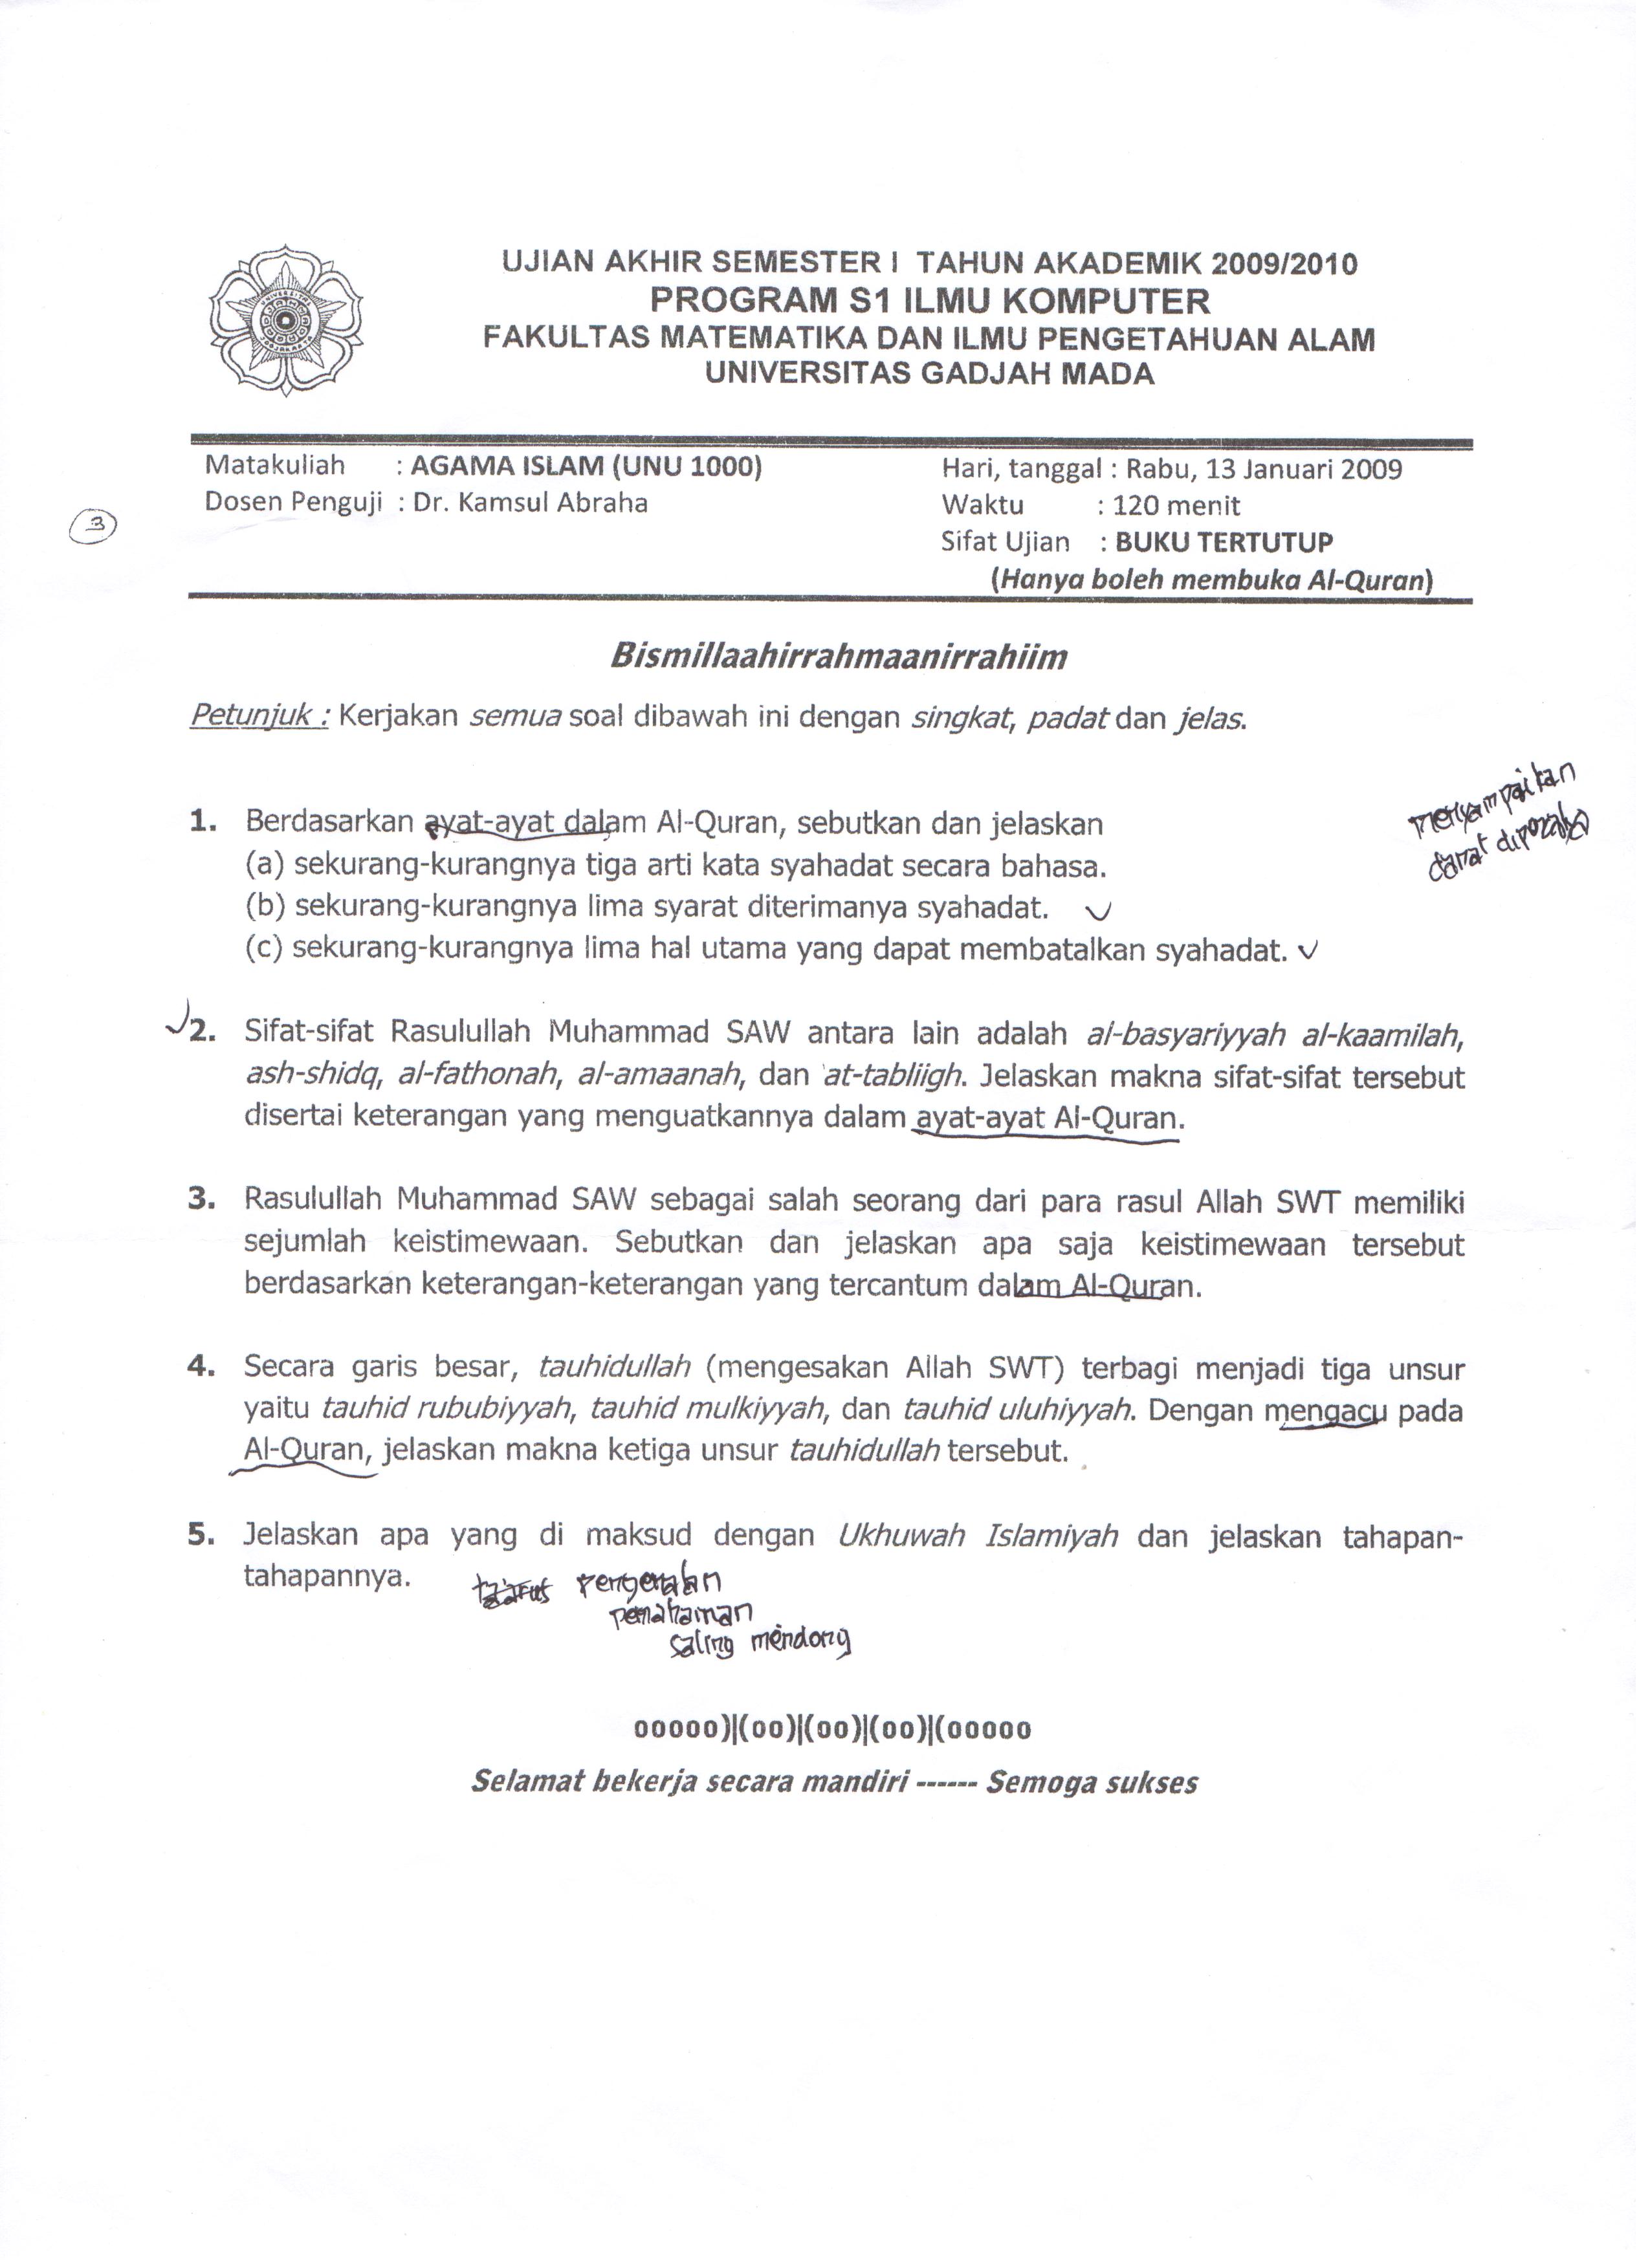 UJIAN AKHIR SEMESTER I TAHUN AKADEMIK 2009/2010
PROGRAM S1 ILMU KOMPUTER
FAKULTAS MATEMATIKA DAN ILMU PENGETAHUAN ALAM
UNIVERSITAS GADJAH MADA
Matakuliah : AGAMA ISLAM (UNU 1000)
Dosen Penguji : Dr. Kamsul Abraha
Hari, tanggal : Rabu, 13 Januari 2009
Waktu : 120 menit
Sifat Ujian : BUKU TERTUTUP
(Hanya boleh membuka Al-Quran)
3
Bismillaahirrahmaanirrahiim
Petunjuk : Kerjakan semua soal dibawah ini dengan singkat, padat dan jelas.
menyampaikan
1. Berdasarkan ayat-ayat dalam Al-Quran, sebutkan dan jelaskan
(a) sekurang-kurangnya tiga arti kata syahadat secara bahasa.
(b) sekurang-kurangnya lima syarat diterimanya syahadat.
(c) sekurang-kurangnya lima hal utama yang dapat membatalkan syahadat.
2. Sifat-sifat Rasulullah Muhammad SAW antara lain adalah al-basyariyyah al-kaamilah,
ash-shidq, al-fathonah, al-amaanah, dan at-tabliigh. Jelaskan makna sifat-sifat tersebut
disertai keterangan yang menguatkannya dalam ayat-ayat Al-Quran.
3. Rasulullah Muhammad SAW sebagai salah seorang dari para rasul Allah SWT memiliki
sejumlah keistimewaan. Sebutkan dan jelaskan apa saja keistimewaan tersebut
berdasarkan keterangan-keterangan yang tercantum dalam Al-Quran.
4. Secara garis besar, tauhidullah (mengesakan Allah SWT) terbagi menjadi tiga unsur
yaitu tauhid rububiyyah, tauhid mulkiyyah, dan tauhid uluhiyyah. Dengan mengacu pada
Al-Quran, jelaskan makna ketiga unsur tauhidullah tersebut.
5. Jelaskan apa yang di maksud dengan Ukhuwah Islamiyah dan jelaskan tahapan-
tahapannya.
pengenalan
pemahaman
saling mendong
ooooo)|(oo)|(oo)|(oo)|(ooooo
Selamat bekerja secara mandiri ------ Semoga sukses